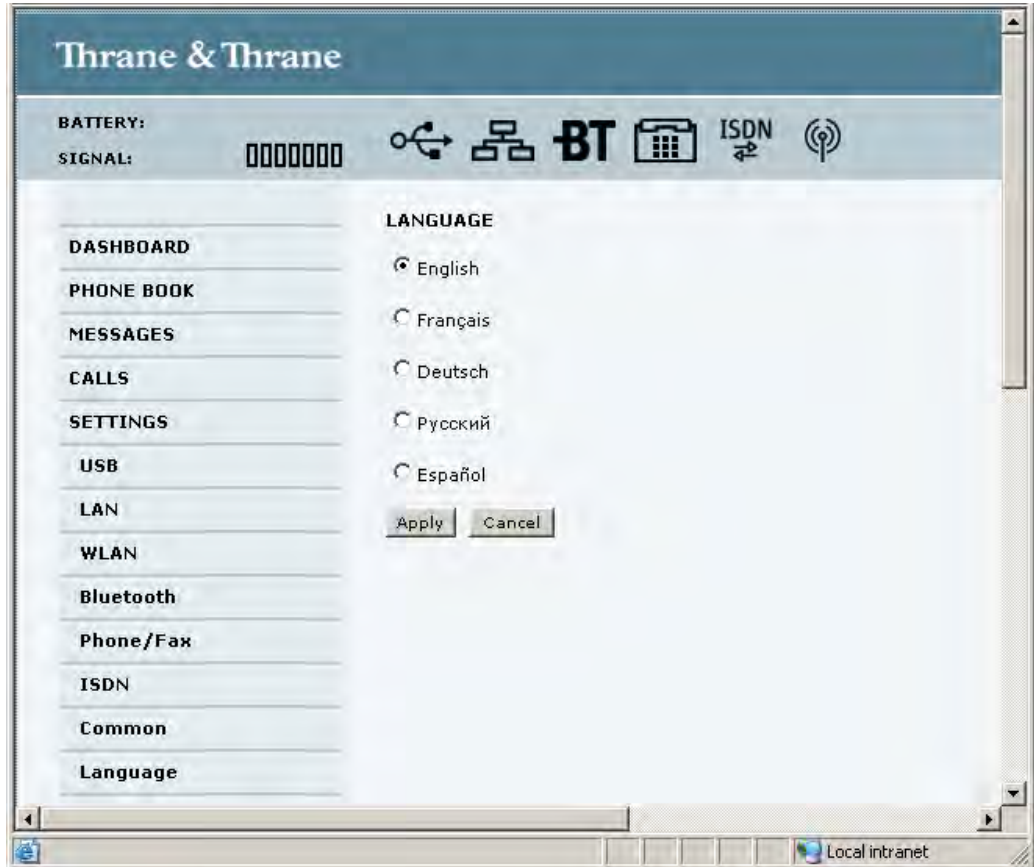 Thrane & Thrane
BATTERY:
SIGNAL:
BT
ISDN
DASHBOARD
PHONE BOOK
MESSAGES
CALLS
SETTINGS
USB
LAN
WLAN
Bluetooth
Phone/Fax
ISDN
Common
Language
LANGUAGE
English
Français
Deutsch
Русский
Español
Apply Cancel
Local intranet